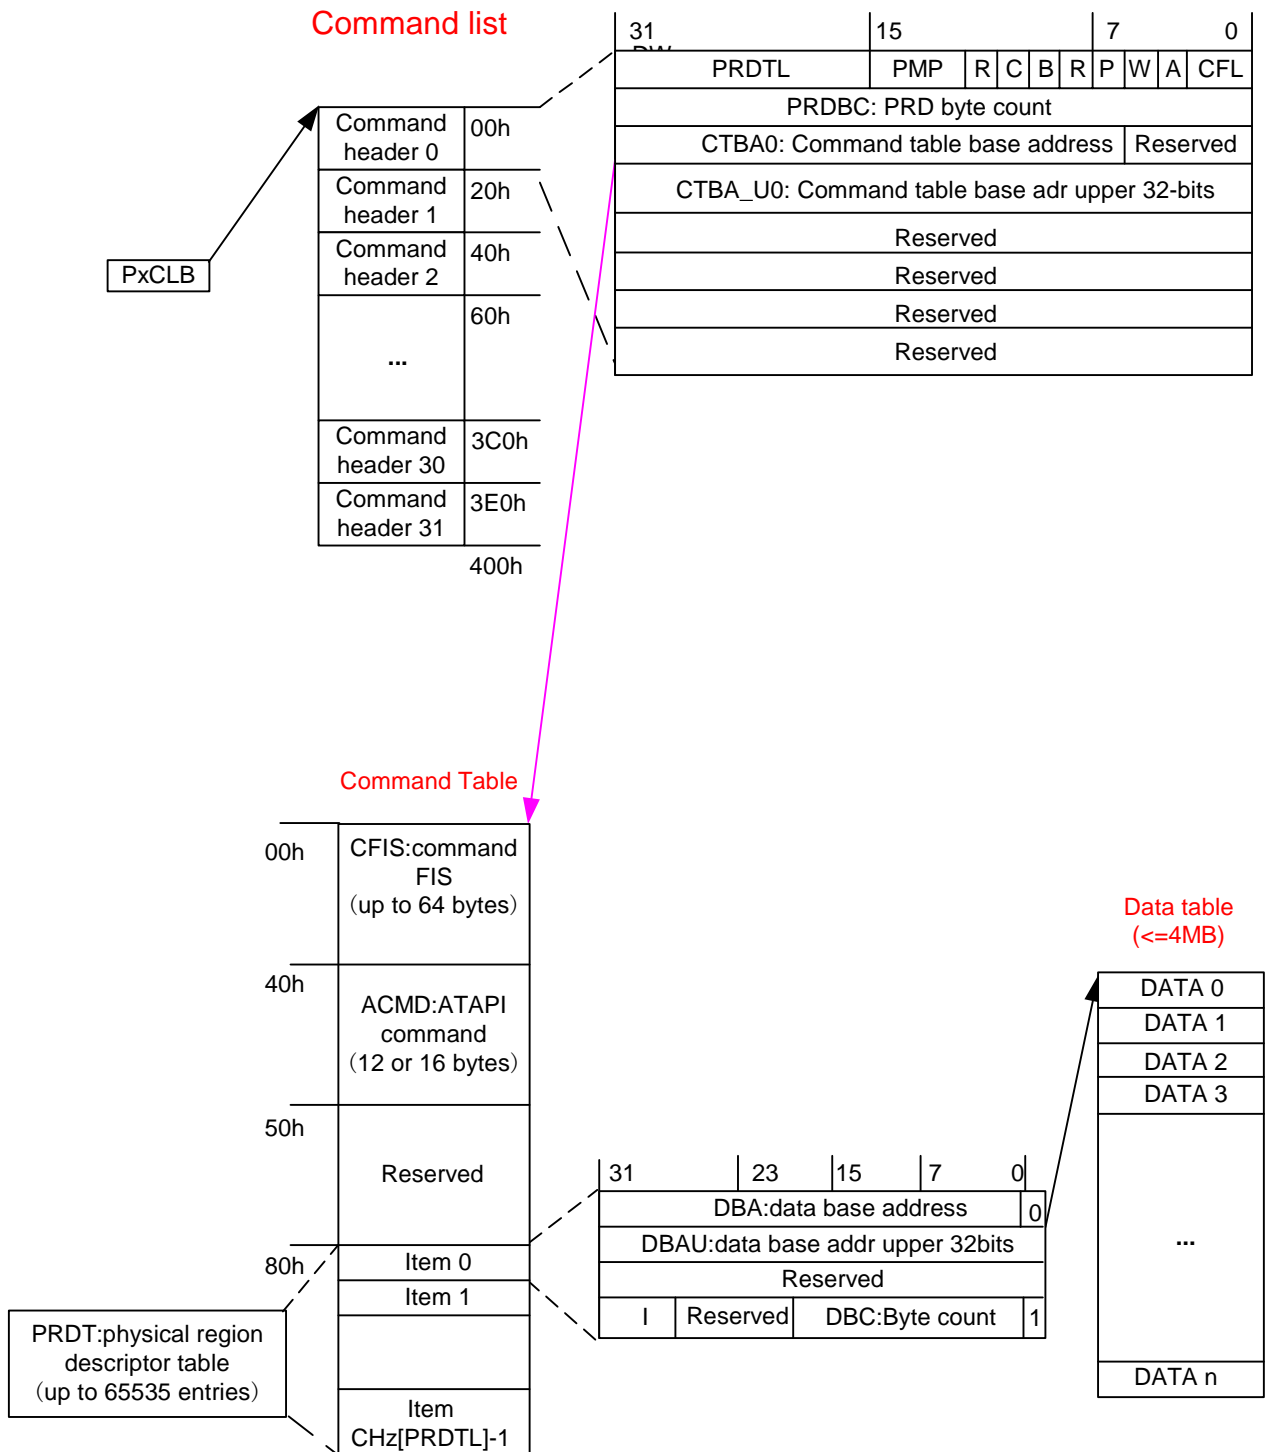 Command list
31 15 7 0
PRDTL PMP R C B R P W A CFL
PRDBC: PRD byte count
CTBA0: Command table base address Reserved
CTBA_U0: Command table base adr upper 32-bits
Reserved
Reserved
Reserved
Reserved
PxCLB
Command
header 0
00h
Command
header 1
20h
Command
header 2
40h
60h
...
Command
header 30
3C0h
Command
header 31
3E0h
400h
Command Table
00h
CFIS:command
FIS
(up to 64 bytes)
40h
ACMD:ATAPI
command
(12 or 16 bytes)
50h
Reserved
80h
Item 0
Item 1
Item
CHz[PRDTL]-1
PRDT:physical region
descriptor table
(up to 65535 entries)
31 23 15 7 0
DBA:data base address 0
DBAU:data base addr upper 32bits
Reserved
I Reserved DBC:Byte count 1
Data table
(<=4MB)
DATA 0
DATA 1
DATA 2
DATA 3
...
DATA n